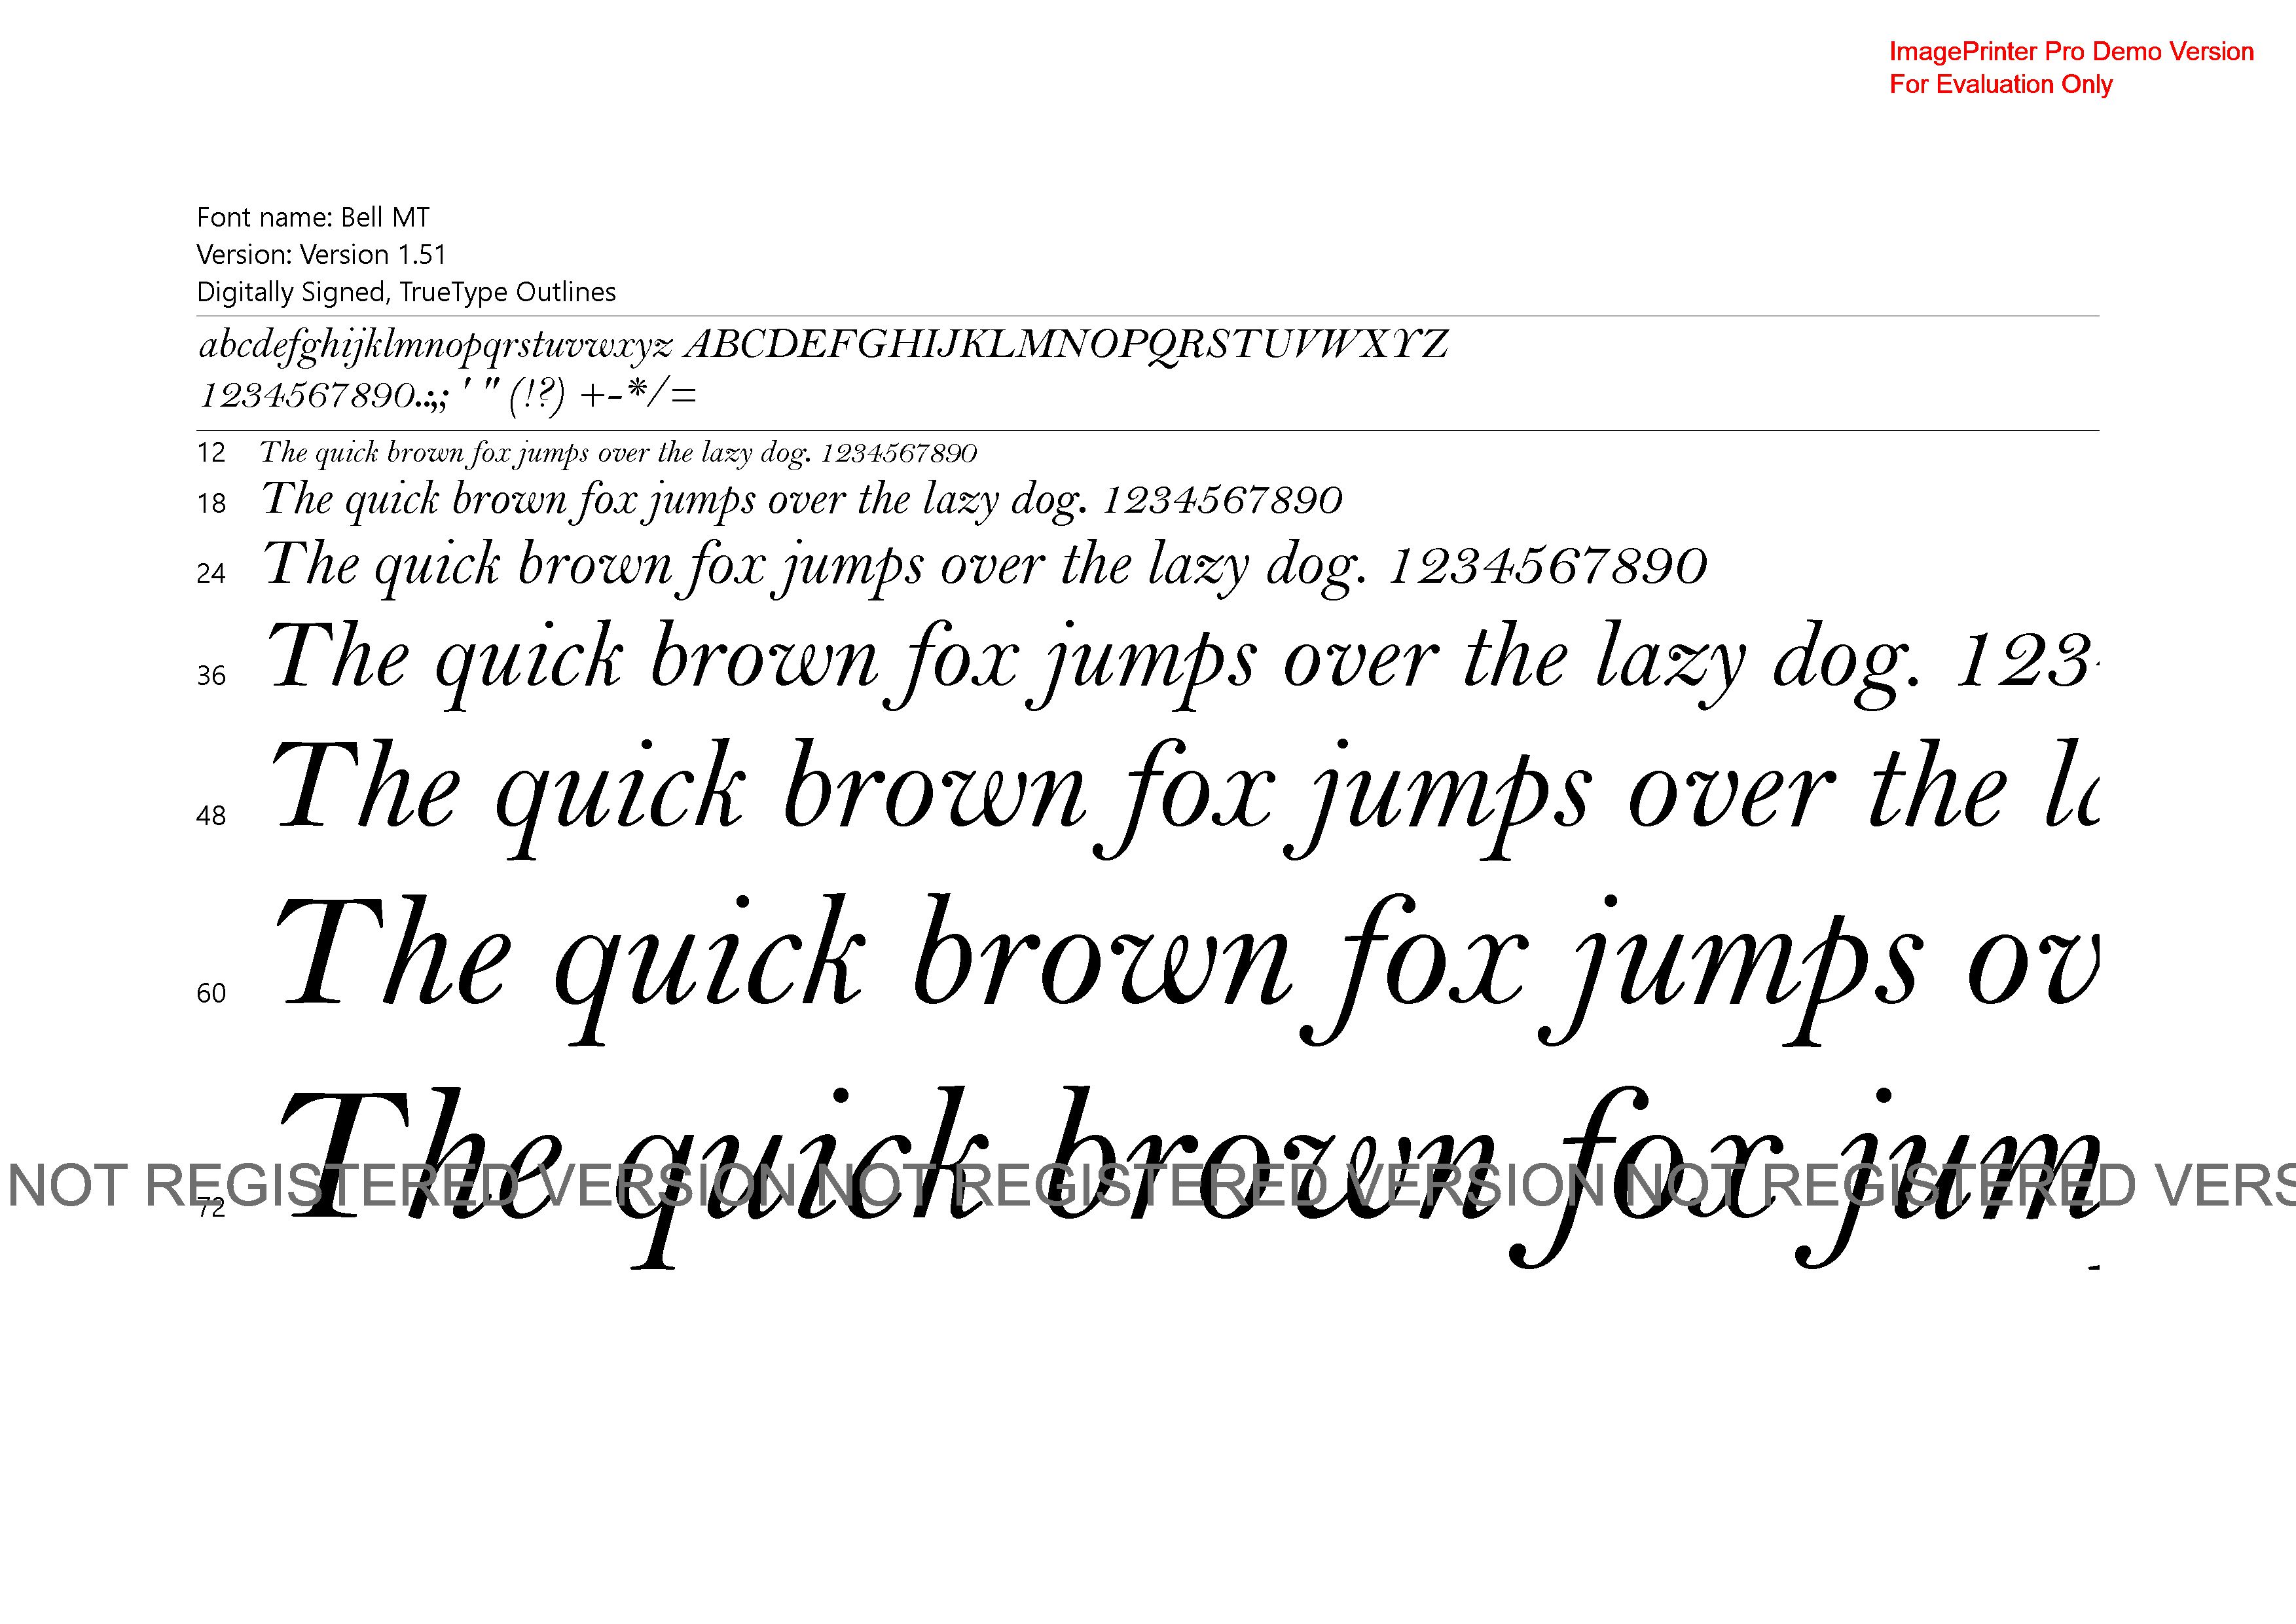 ImagePrinter Pro Demo Version
For Evaluation Only
Font name: Bell MT
Version: Version 1.51
Digitally Signed, TrueType Outlines
abcdefghijklmnopqrstuvwxyz ABCDEFGHIJKLMNOPQRSTUVWXYZ
1234567890.:,; ' " (!?) +-*/=
12 The quick brown fox jumps over the lazy dog. 1234567890
18 The quick brown fox jumps over the lazy dog. 1234567890
24 The quick brown fox jumps over the lazy dog. 1234567890
36 The quick brown fox jumps over the lazy dog. 123
48 The quick brown fox jumps over the l
60 The quick brown fox jumps ov
72 The quick brown fox jum
NOT REGISTERED VERSION NOT REGISTERED VERSION NOT REGISTERED VERS